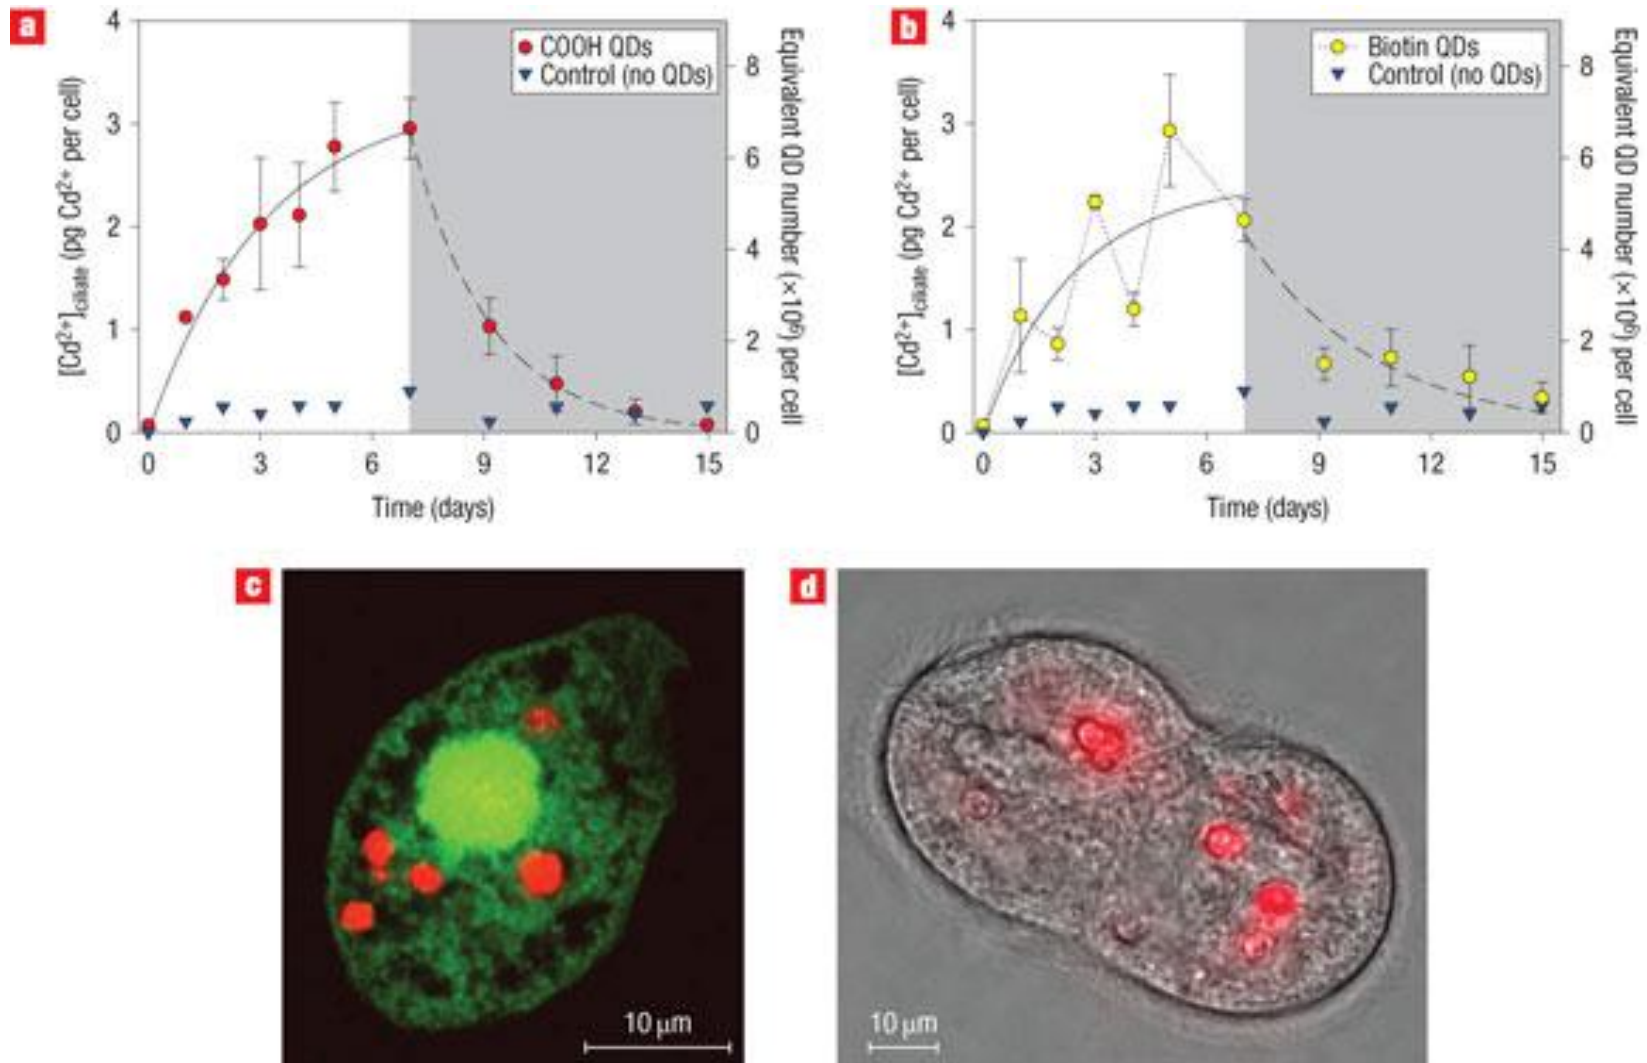 a
4
3
2
1
0
[Cd²⁺]ciliate (pg Cd²⁺ per cell)
COOH QDs
Control (no QDs)
8
6
4
2
0
Equivalent QD number (×10⁶) per cell
0 3 6 9 12 15
Time (days)
b
4
3
2
1
0
[Cd²⁺]ciliate (pg Cd²⁺ per cell)
Biotin QDs
Control (no QDs)
8
6
4
2
0
Equivalent QD number (×10⁶) per cell
0 3 6 9 12 15
Time (days)
c
10 μm
d
10 μm